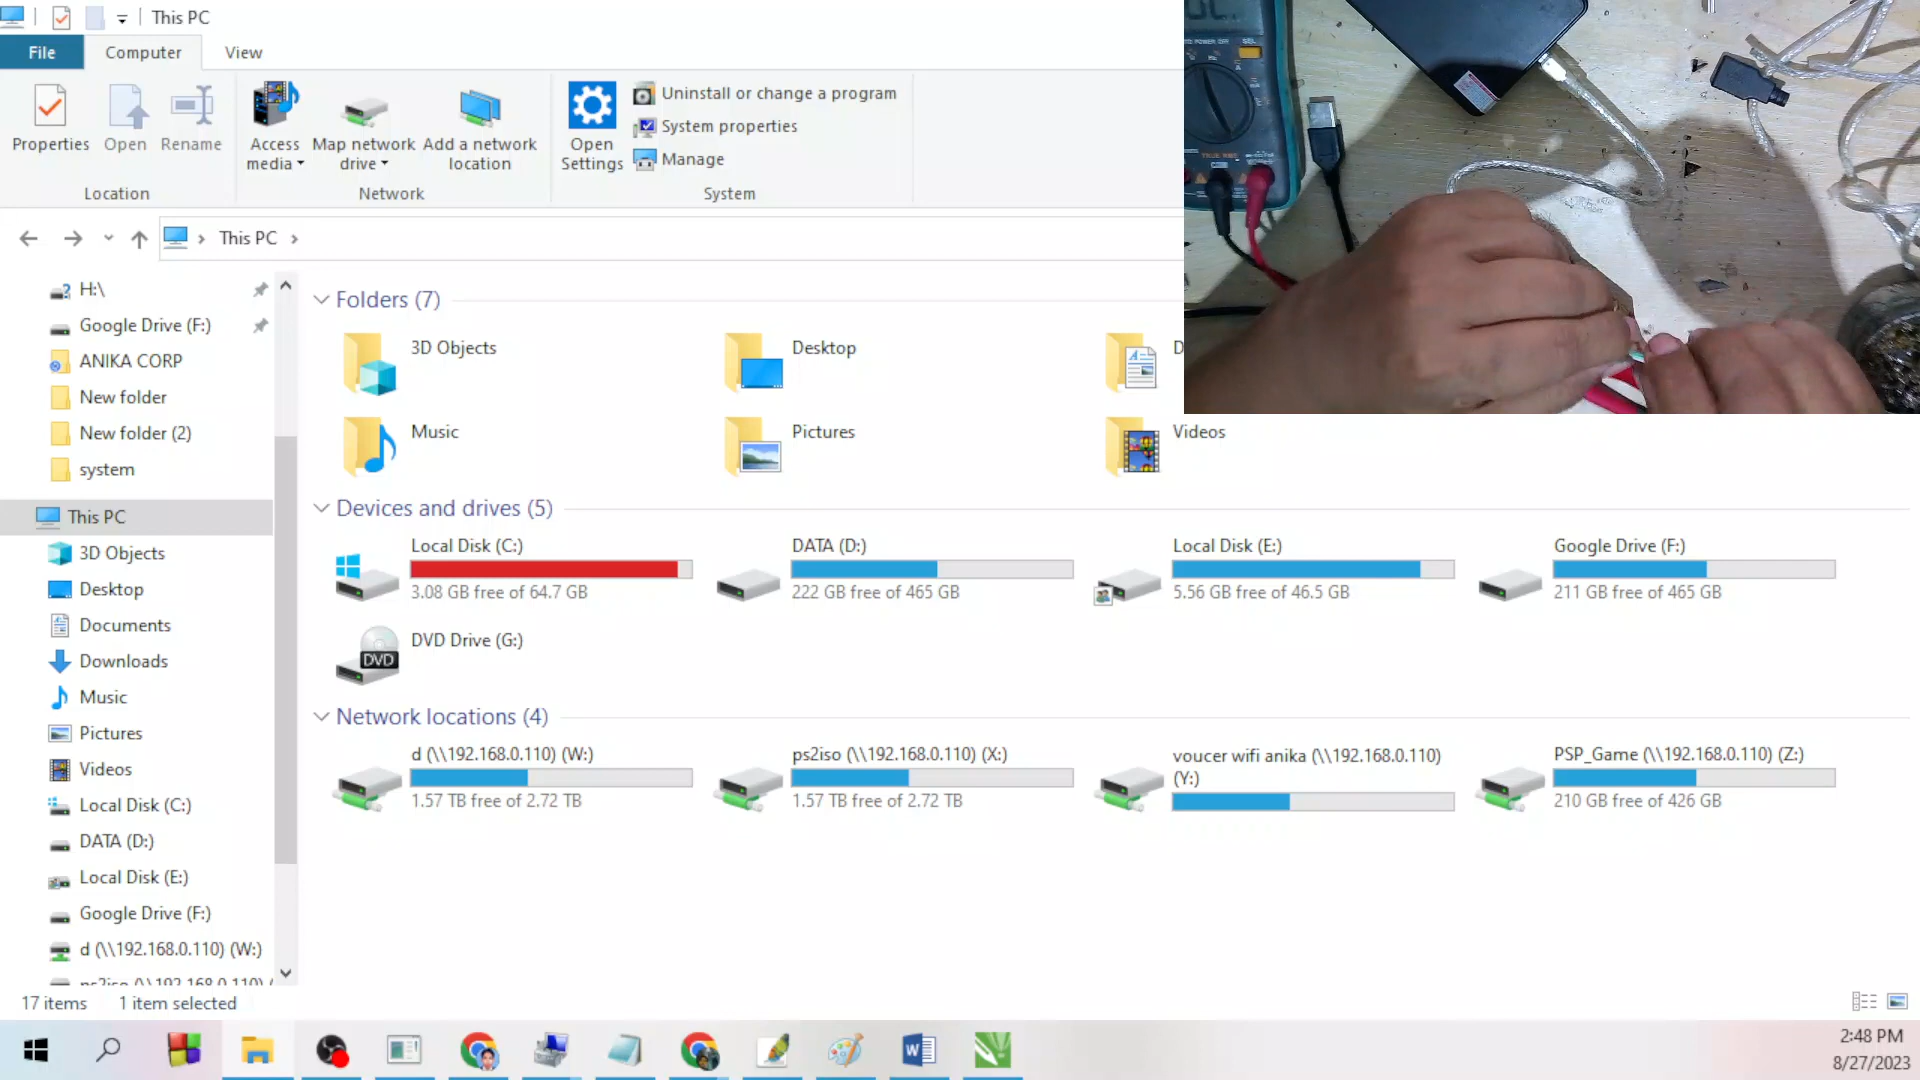 This PC
File
Computer
View
Properties
Open
Rename
Access
media
Map network
drive
Add a network
location
Open
Settings
Uninstall or change a program
System properties
Manage
Location
Network
System
This PC
H:\
Google Drive (F:)
ANIKA CORP
New folder
New folder (2)
system
This PC
3D Objects
Desktop
Documents
Downloads
Music
Pictures
Videos
Local Disk (C:)
DATA (D:)
Local Disk (E:)
Google Drive (F:)
d (\\192.168.0.110) (W:)
Folders (7)
3D Objects
Desktop
D
Music
Pictures
Videos
Devices and drives (5)
Local Disk (C:)
3.08 GB free of 64.7 GB
DATA (D:)
222 GB free of 465 GB
Local Disk (E:)
5.56 GB free of 46.5 GB
Google Drive (F:)
211 GB free of 465 GB
DVD
DVD Drive (G:)
Network locations (4)
d (\\192.168.0.110) (W:)
1.57 TB free of 2.72 TB
ps2iso (\\192.168.0.110) (X:)
1.57 TB free of 2.72 TB
voucer wifi anika (\\192.168.0.110)
(Y:)
PSP_Game (\\192.168.0.110) (Z:)
210 GB free of 426 GB
17 items
1 item selected
2:48 PM
8/27/2023